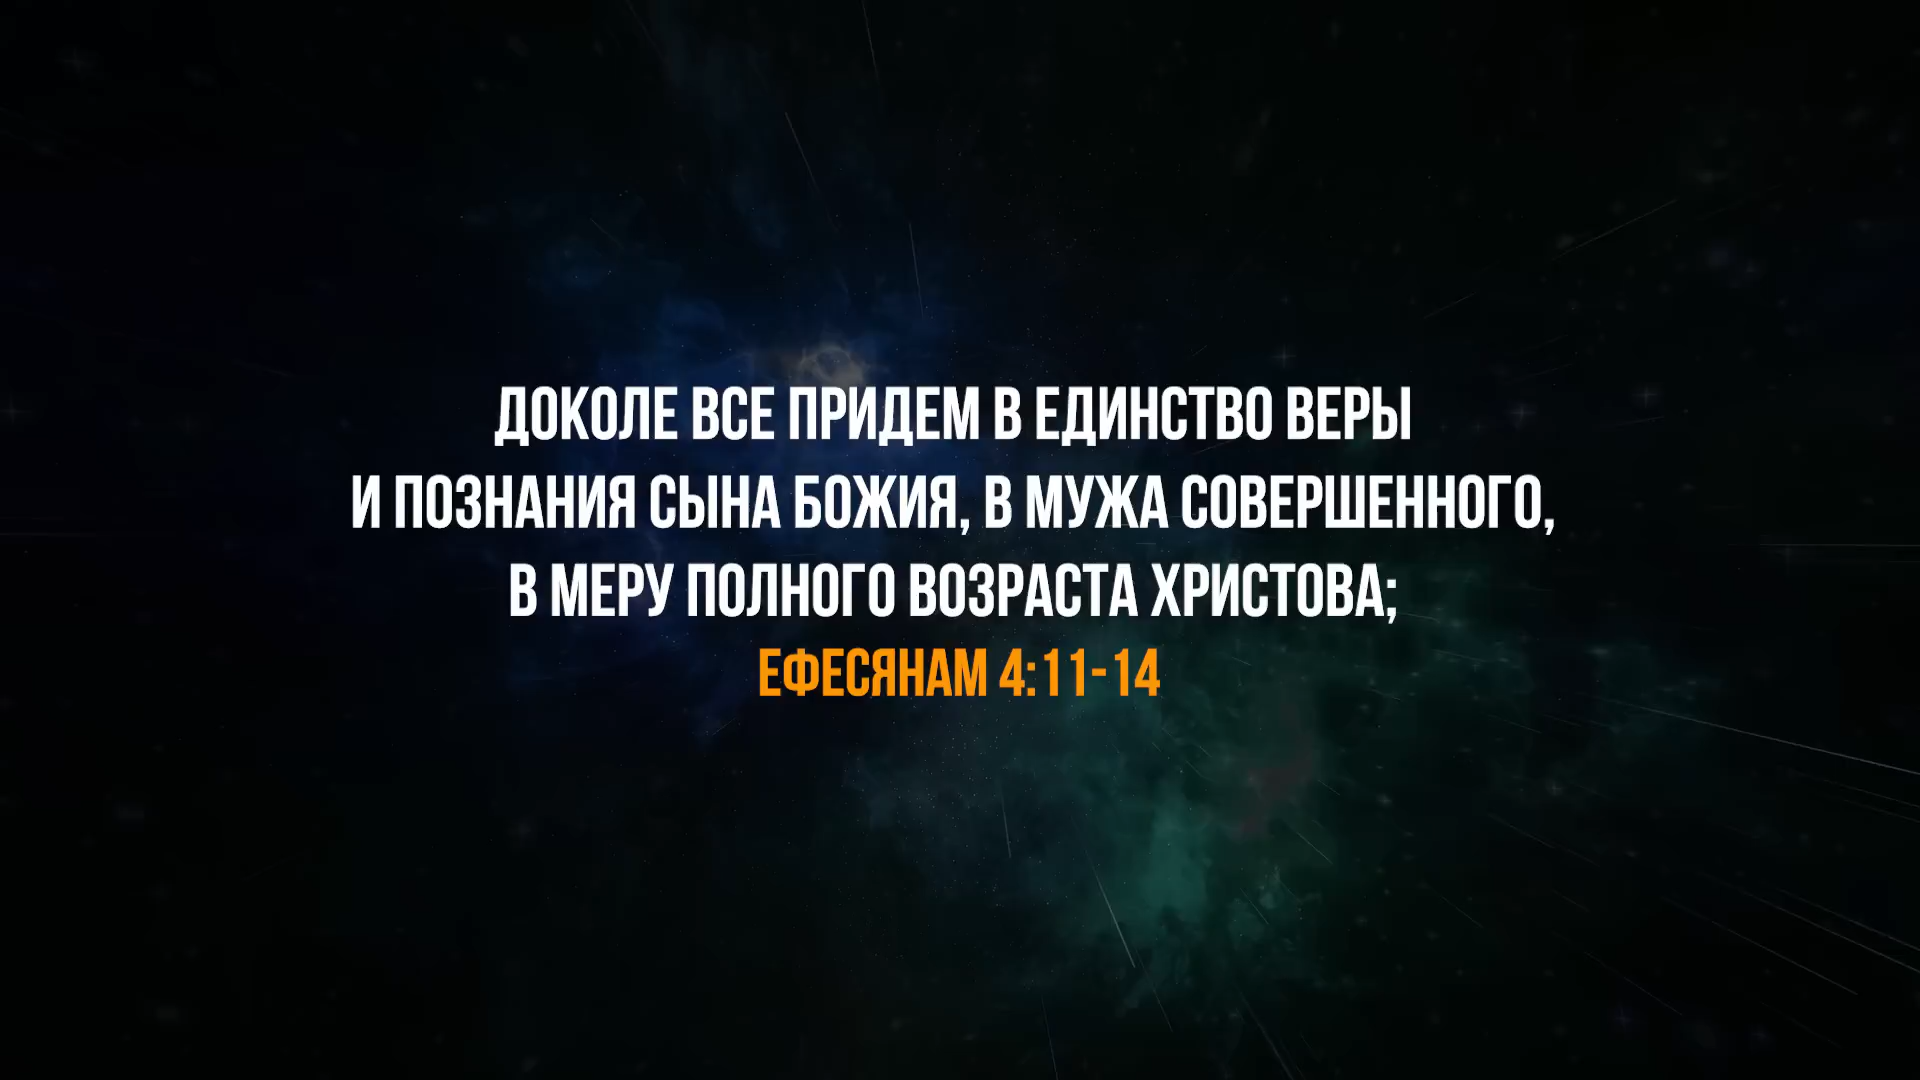 ДОКОЛЕ ВСЕ ПРИДЕМ В ЕДИНСТВО ВЕРЫ
И ПОЗНАНИЯ СЫНА БОЖИЯ, В МУЖА СОВЕРШЕННОГО,
В МЕРУ ПОЛНОГО ВОЗРАСТА ХРИСТОВА;
ЕФЕСЯНАМ 4:11-14